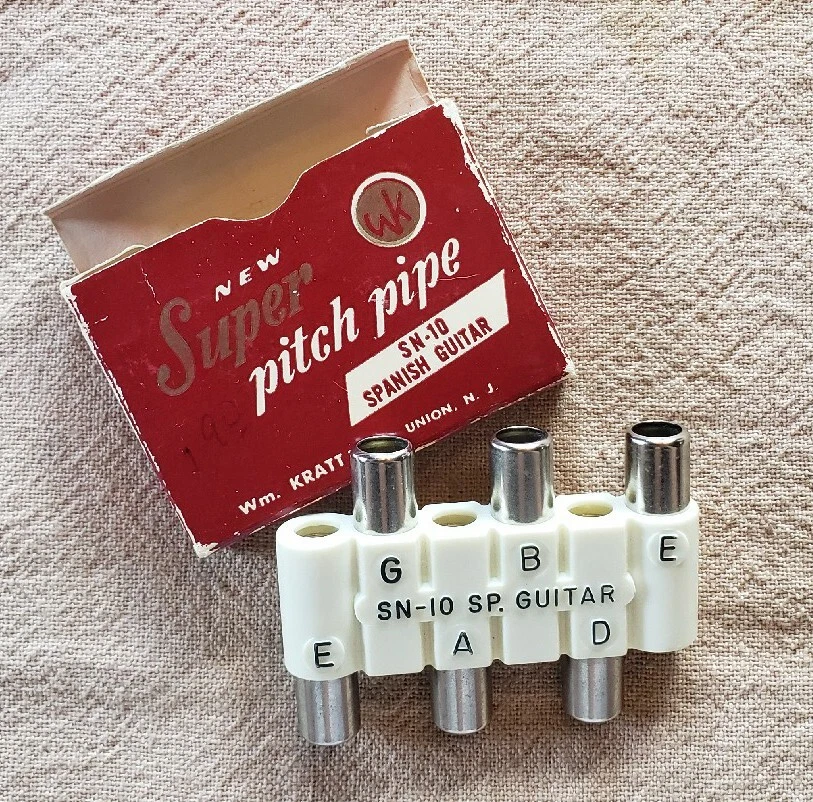 WK
NEW
Super
pitch pipe
SN-10
SPANISH GUITAR
Wm. KRATT UNION, N. J.
G B E
SN-10 SP. GUITAR
E A D